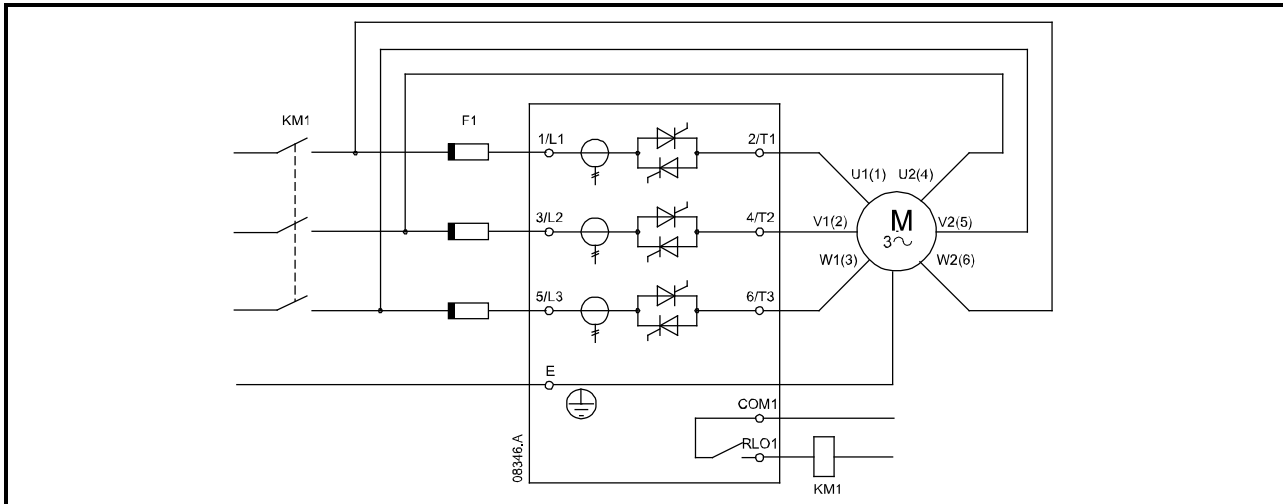 KM1
F1
1/L1
2/T1
U1(1)
U2(4)
3/L2
4/T2
V1(2)
M
3~
V2(5)
W1(3)
W2(6)
5/L3
6/T3
E
COM1
RLO1
KM1
08346.A